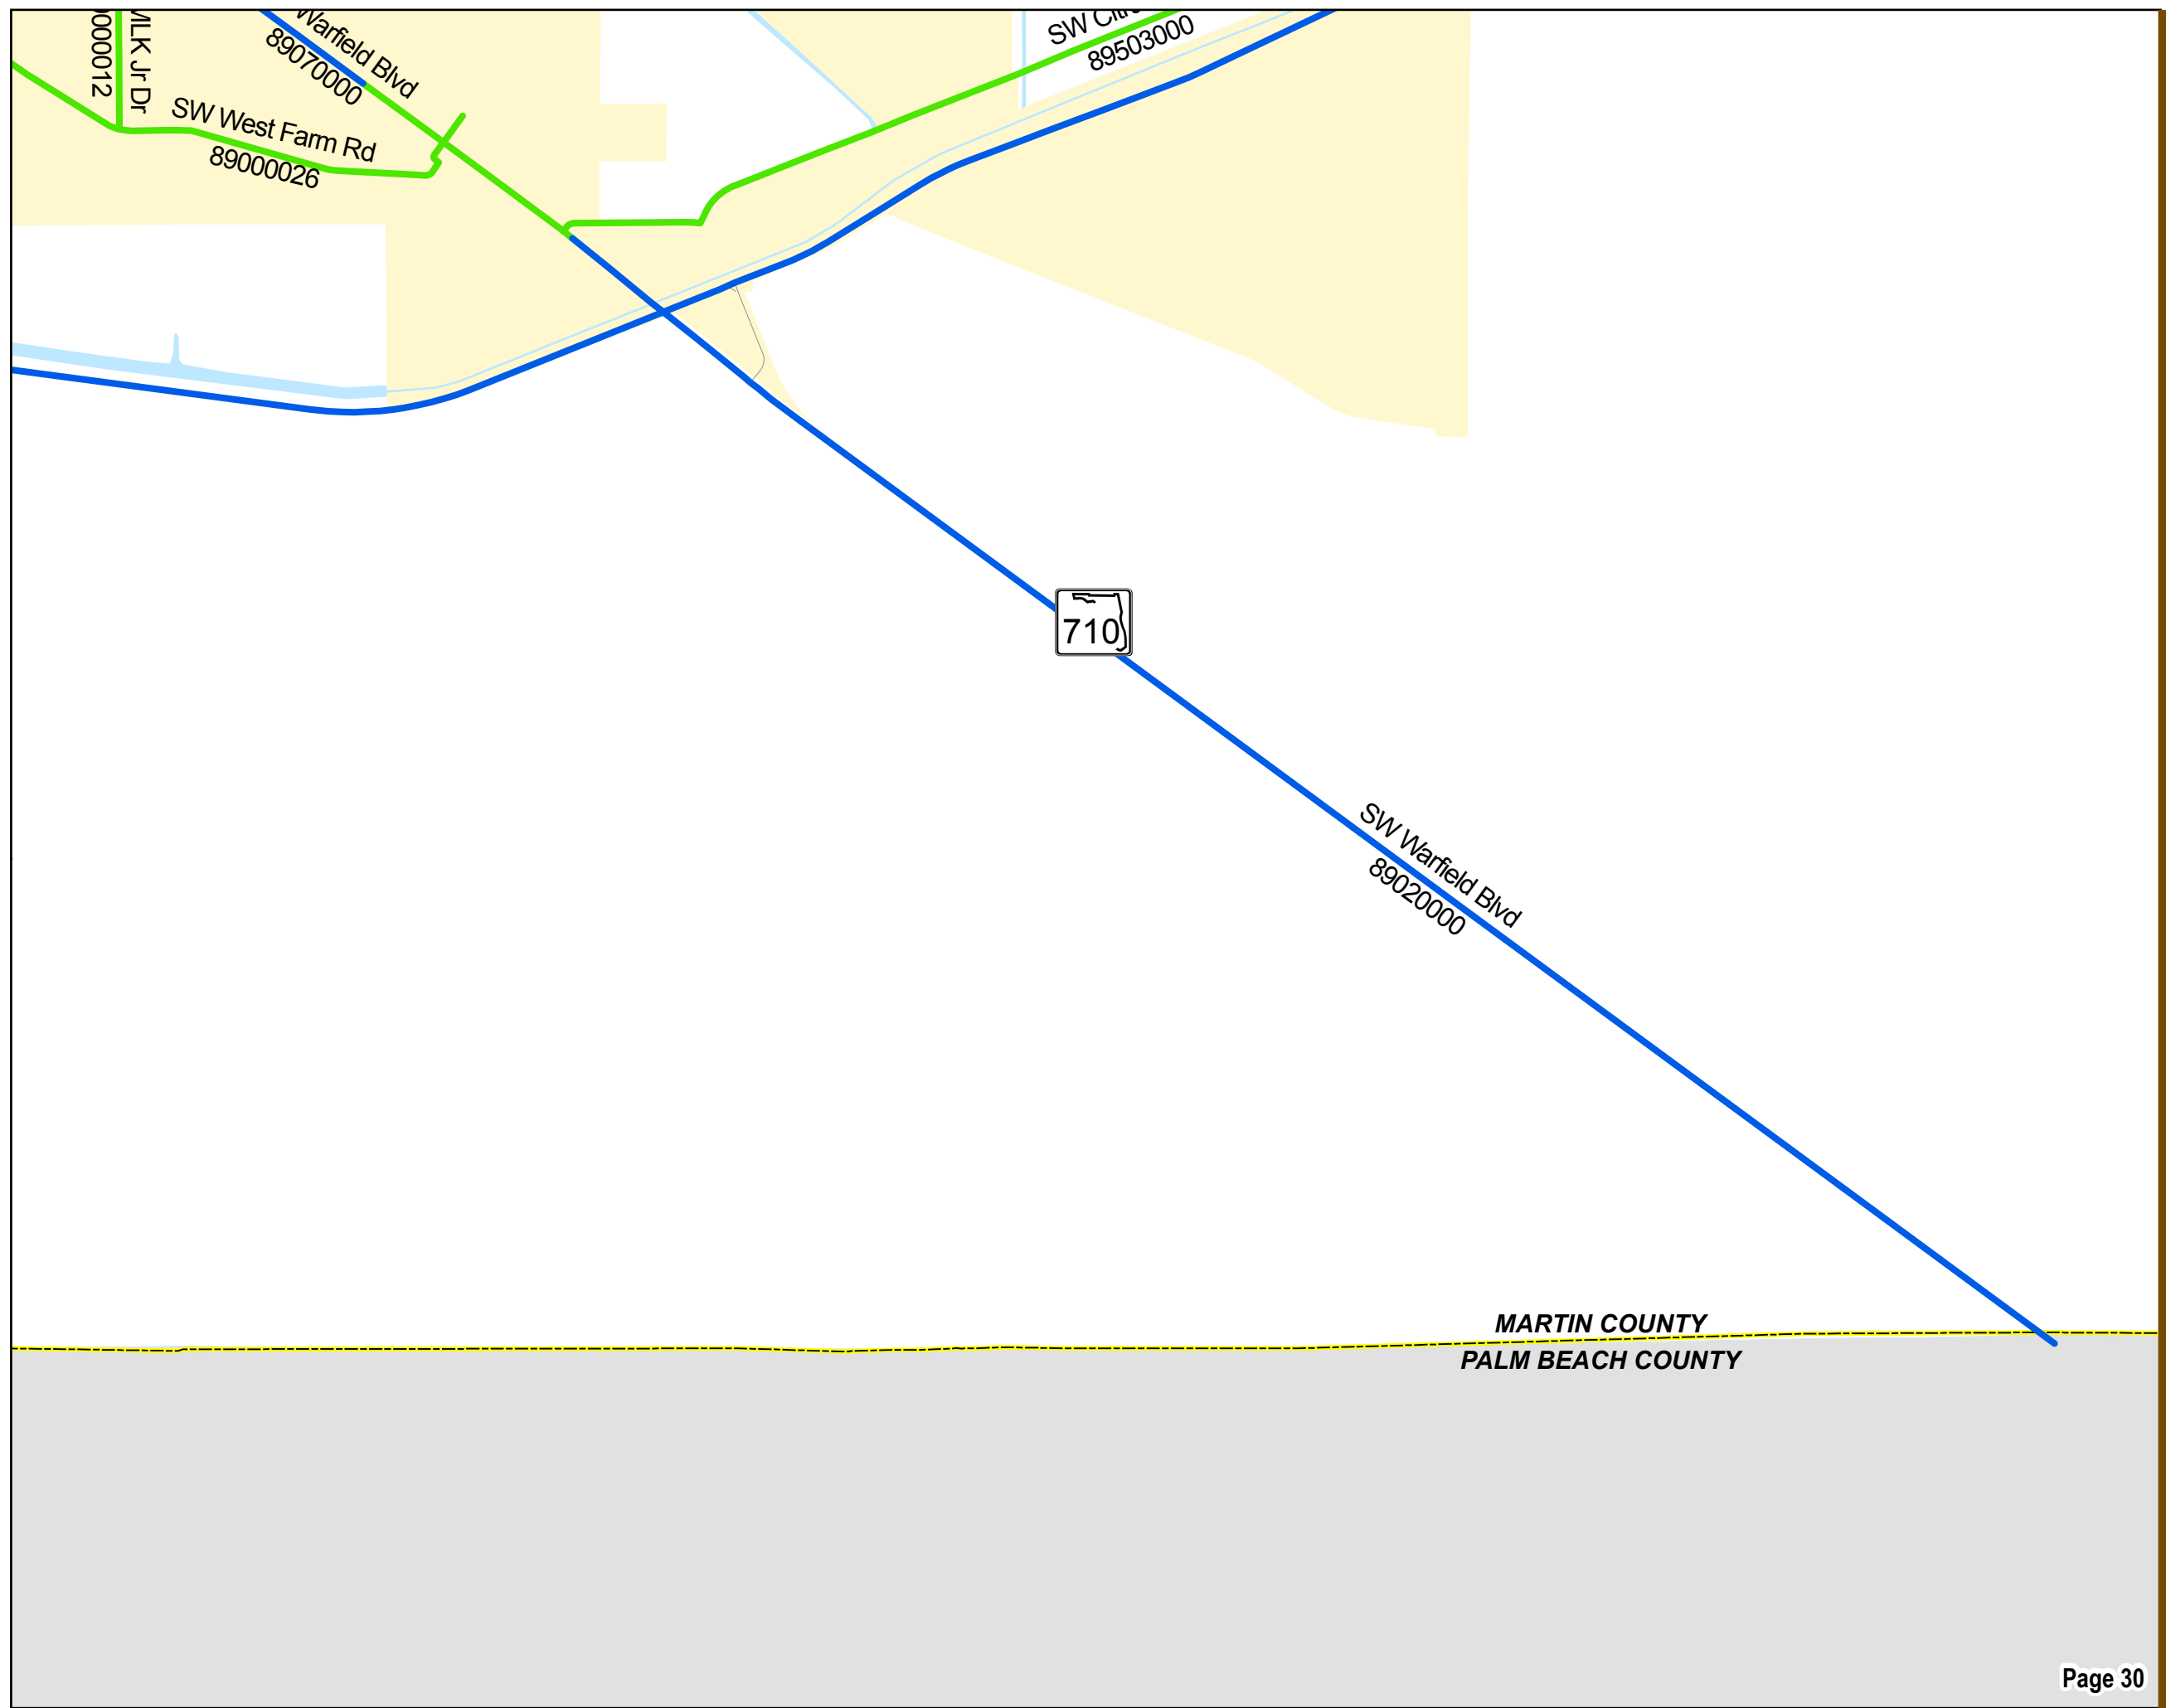 MLK Jr Dr
Warfield Blvd
89070000
SW
89503000
SW West Farm Rd
89000026
710
SW Warfield Blvd
89020000
MARTIN COUNTY
PALM BEACH COUNTY
Page 30